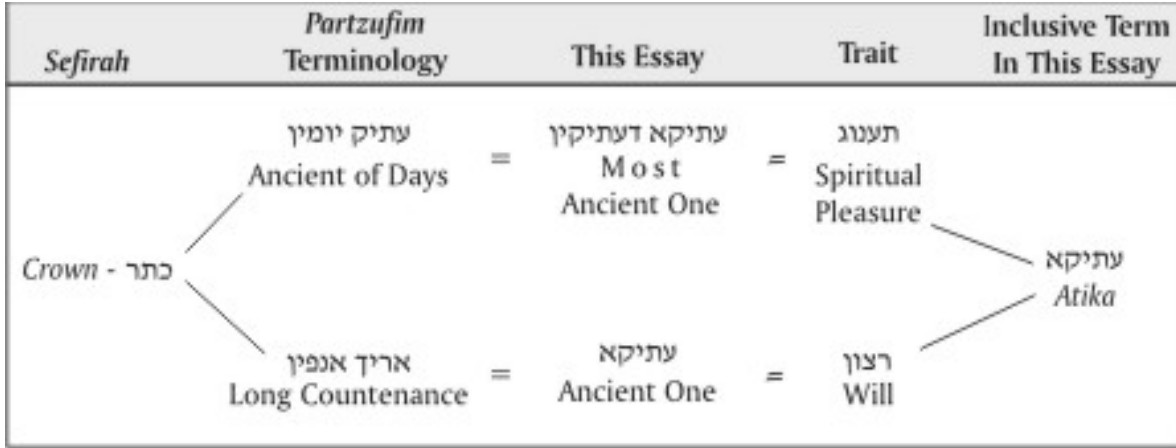 Sefirah
Partzufim
Terminology
This Essay
Trait
Inclusive Term
In This Essay
עתיק יומין
Ancient of Days
=
עתיקא דעתיקין
Most
Ancient One
=
תענוג
Spiritual
Pleasure
Crown - כתר
עתיקא
Atika
אריך אנפין
Long Countenance
=
עתיקא
Ancient One
=
רצון
Will